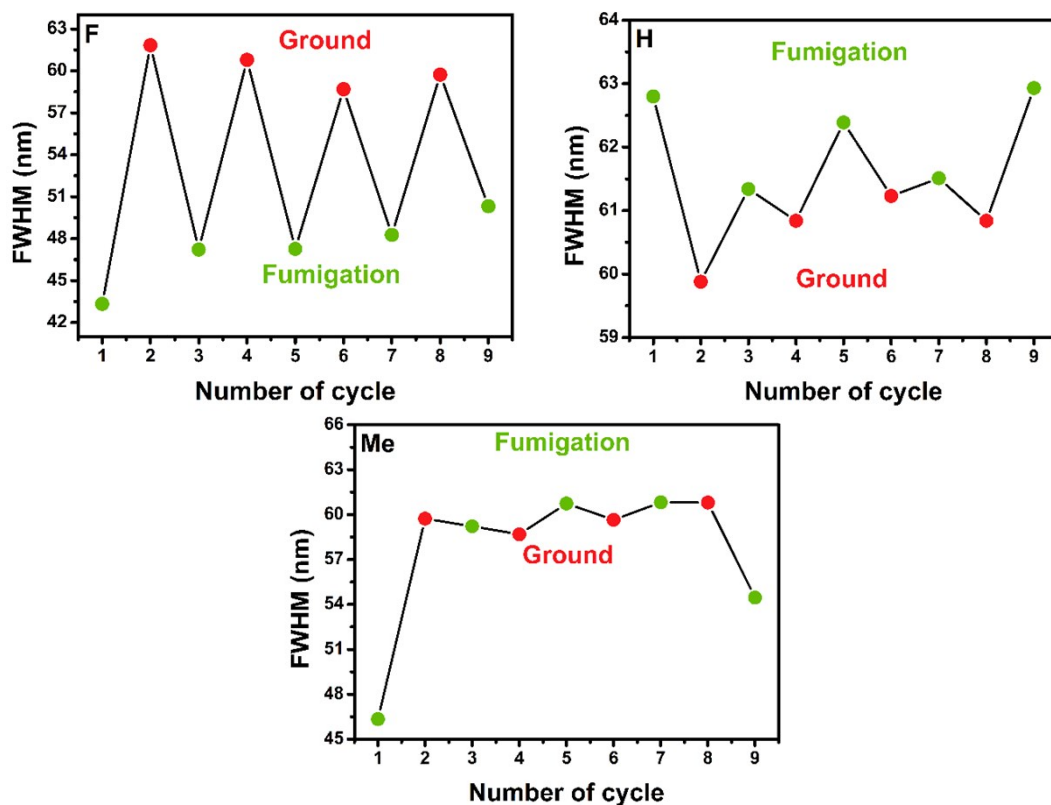 F
Ground
63
60
57
54
51
48
45
42
FWHM (nm)
Fumigation
1 2 3 4 5 6 7 8 9
Number of cycle
H
Fumigation
64
63
62
61
60
59
FWHM (nm)
Ground
1 2 3 4 5 6 7 8 9
Number of cycle
Me
Fumigation
66
63
60
57
54
51
48
45
FWHM (nm)
Ground
1 2 3 4 5 6 7 8 9
Number of cycle